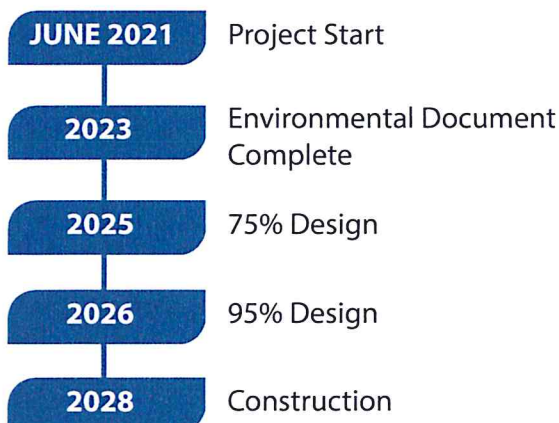 JUNE 2021 Project Start
2023 Environmental Document
Complete
2025 75% Design
2026 95% Design
2028 Construction